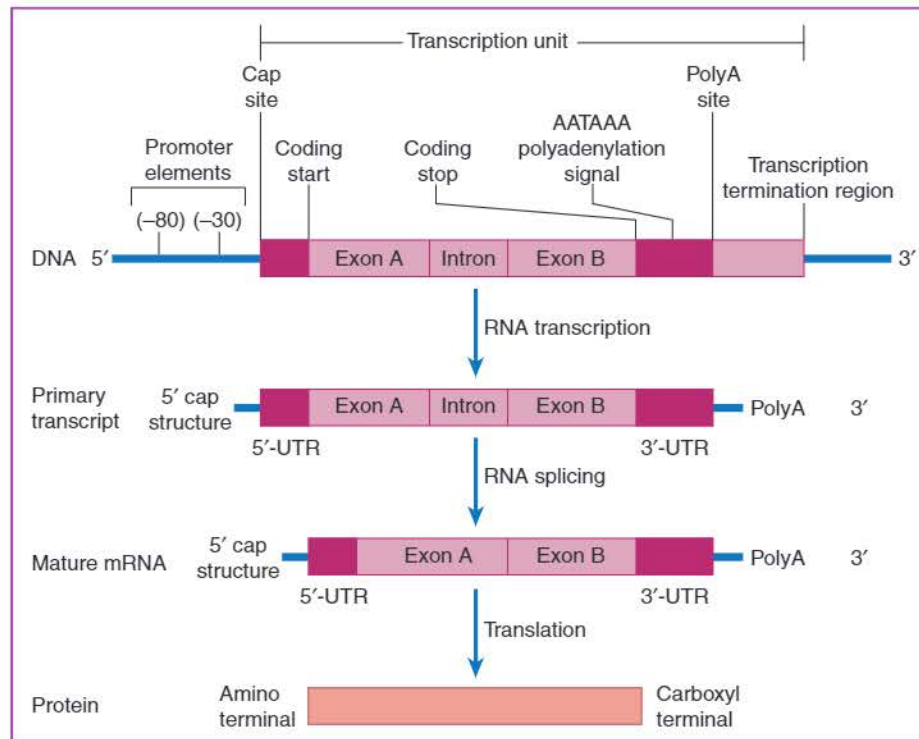 Transcription unit
Cap
site
PolyA
site
Promoter
elements
(–80) (–30)
Coding
start
Coding
stop
AATAAA
polyadenylation
signal
Transcription
termination region
DNA 5′ Exon A Intron Exon B 3′
RNA transcription
Primary
transcript
5′ cap
structure
Exon A Intron Exon B PolyA 3′
5′-UTR 3′-UTR
RNA splicing
Mature mRNA
5′ cap
structure
Exon A Exon B PolyA 3′
5′-UTR 3′-UTR
Translation
Protein
Amino
terminal
Carboxyl
terminal